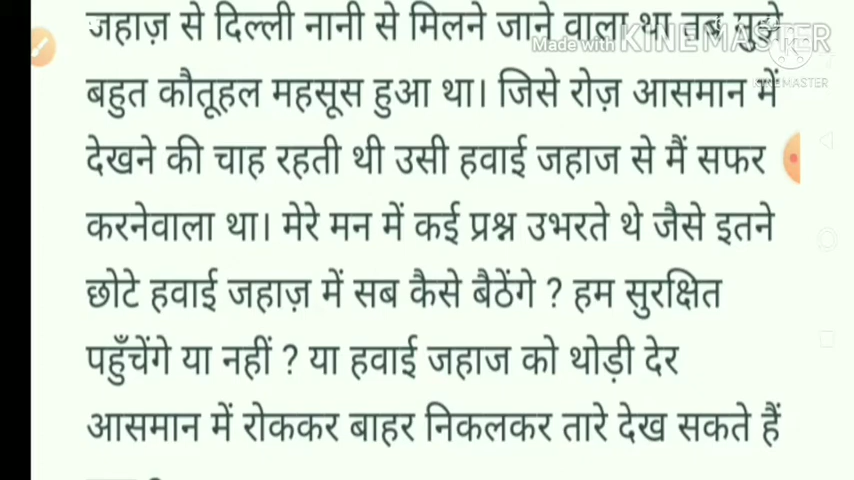 जहाज़ से दिल्ली नानी से मिलने जाने वाला था तब मुझे
Made with KINEMASTER
KINEMASTER
बहुत कौतूहल महसूस हुआ था। जिसे रोज़ आसमान में
देखने की चाह रहती थी उसी हवाई जहाज से मैं सफर
करनेवाला था। मेरे मन में कई प्रश्न उभरते थे जैसे इतने
छोटे हवाई जहाज़ में सब कैसे बैठेंगे ? हम सुरक्षित
पहुँचेंगे या नहीं ? या हवाई जहाज को थोड़ी देर
आसमान में रोककर बाहर निकलकर तारे देख सकते हैं